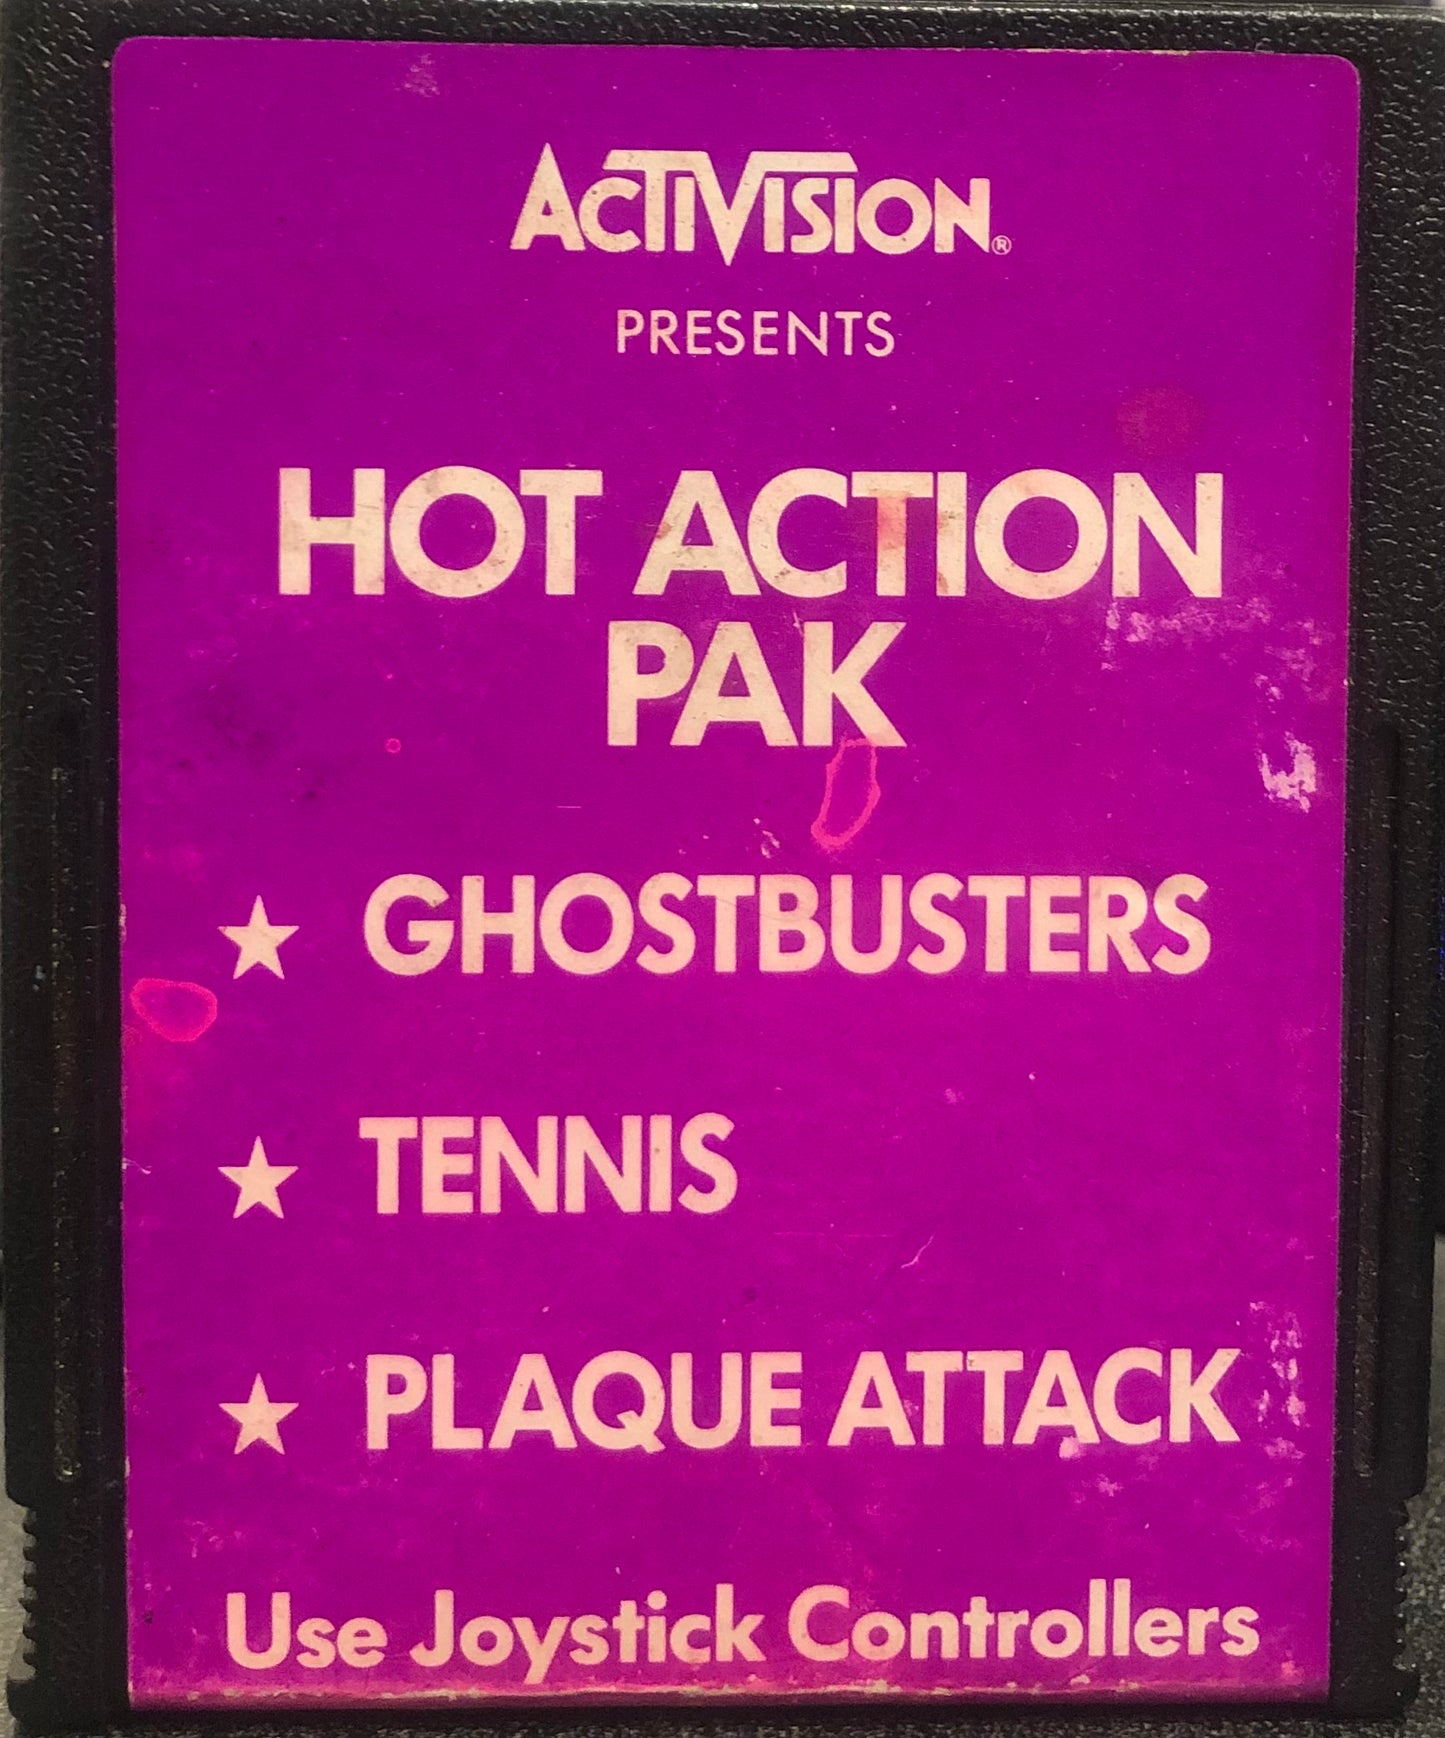 ACTIVISION®
PRESENTS
HOT ACTION
PAK
★ GHOSTBUSTERS
★ TENNIS
★ PLAQUE ATTACK
Use Joystick Controllers